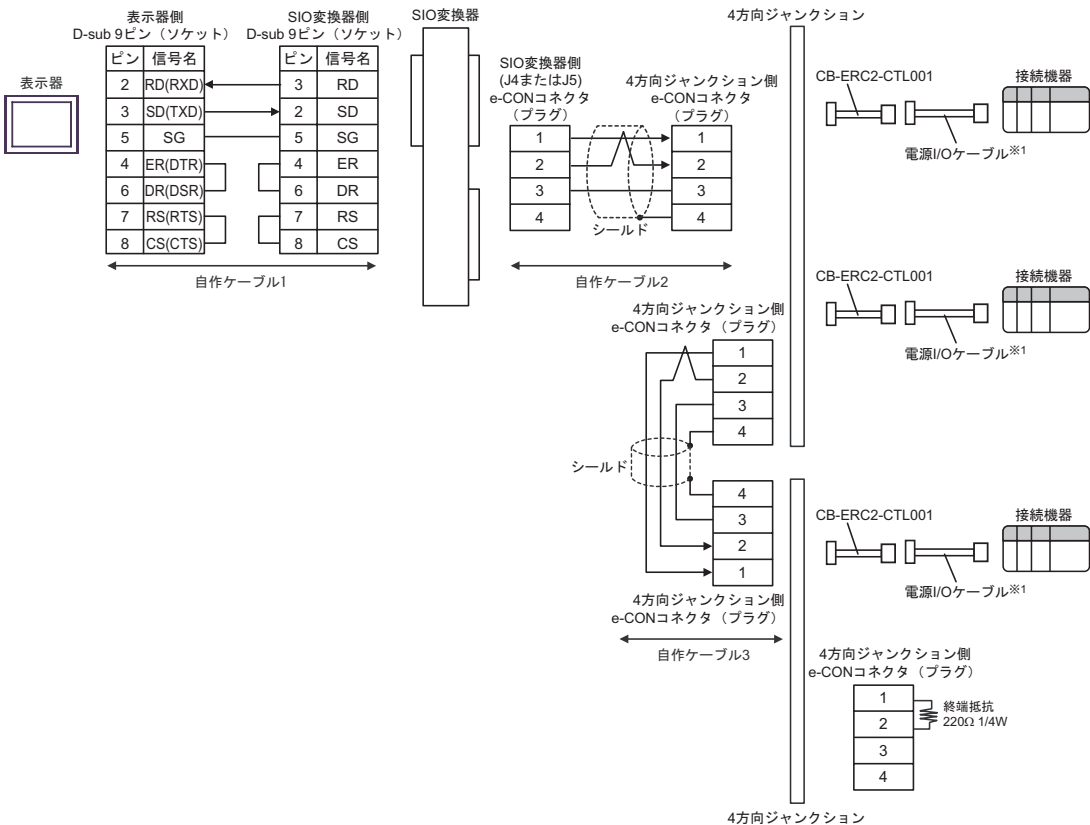 表示器
表示器側
D-sub 9ピン（ソケット）
ピン 信号名
2 RD(RXD)
3 SD(TXD)
5 SG
4 ER(DTR)
6 DR(DSR)
7 RS(RTS)
8 CS(CTS)
SIO変換器側
D-sub 9ピン（ソケット）
ピン 信号名
3 RD
2 SD
5 SG
4 ER
6 DR
7 RS
8 CS
自作ケーブル1
SIO変換器
SIO変換器側
(J4またはJ5)
e-CONコネクタ
（プラグ）
1
2
3
4
シールド
4方向ジャンクション側
e-CONコネクタ
（プラグ）
1
2
3
4
自作ケーブル2
4方向ジャンクション
CB-ERC2-CTL001
電源I/Oケーブル※1
接続機器
CB-ERC2-CTL001
電源I/Oケーブル※1
接続機器
4方向ジャンクション側
e-CONコネクタ（プラグ）
1
2
3
4
シールド
4
3
2
1
4方向ジャンクション側
e-CONコネクタ（プラグ）
自作ケーブル3
CB-ERC2-CTL001
電源I/Oケーブル※1
接続機器
4方向ジャンクション側
e-CONコネクタ（プラグ）
1
2
3
4
終端抵抗
220Ω 1/4W
4方向ジャンクション